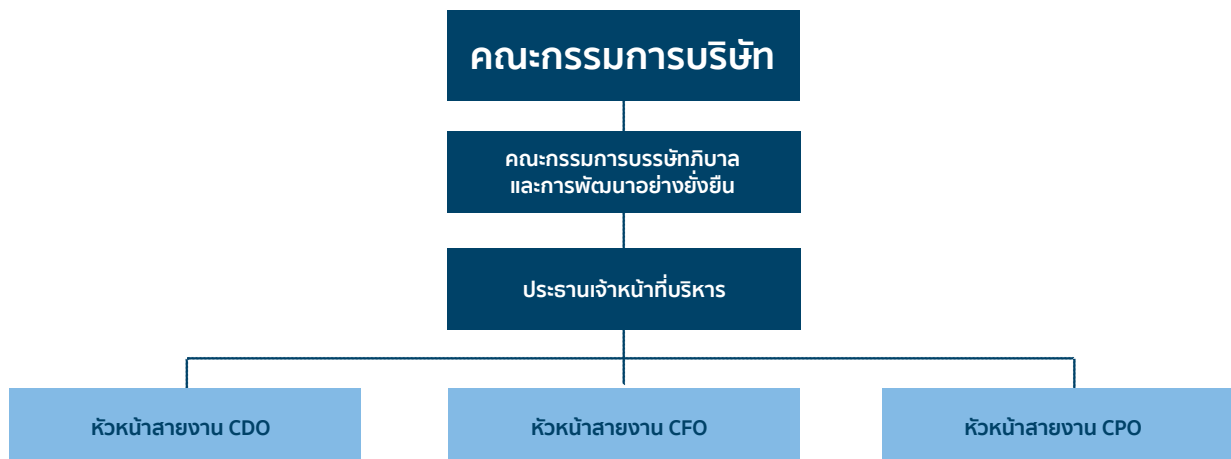 คณะกรรมการบริษัท
คณะกรรมการบรรษัทภิบาล
และการพัฒนาอย่างยั่งยืน
ประธานเจ้าหน้าที่บริหาร
หัวหน้าสายงาน CDO
หัวหน้าสายงาน CFO
หัวหน้าสายงาน CPO